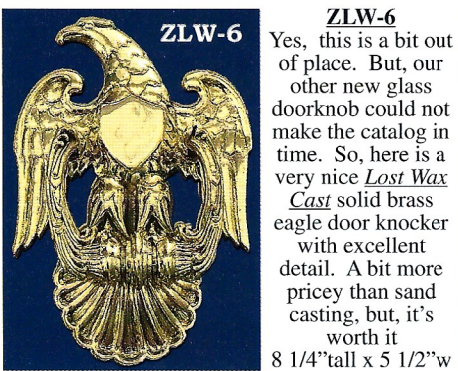 ZLW-6
ZLW-6
Yes, this is a bit out
of place. But, our
other new glass
doorknob could not
make the catalog in
time. So, here is a
very nice Lost Wax
Cast solid brass
eagle door knocker
with excellent
detail. A bit more
pricey than sand
casting, but, it's
worth it
8 1/4”tall x 5 1/2”w